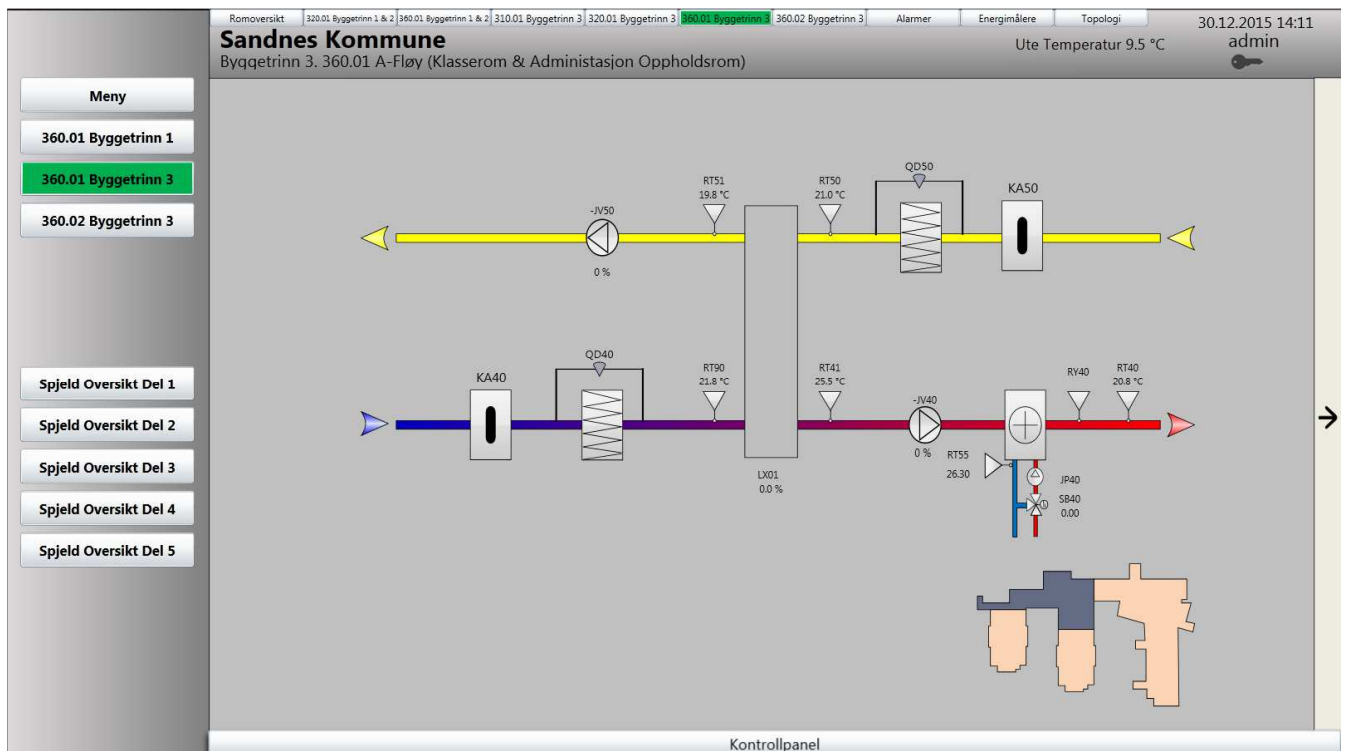 Romoversikt
320.01 Byggetrinn 1 & 2
360.01 Byggetrinn 1 & 2
310.01 Byggetrinn 3
320.01 Byggetrinn 3
360.01 Byggetrinn 3
360.02 Byggetrinn 3
Alarmer
Energimålere
Topologi
30.12.2015 14:11
admin
Sandnes Kommune
Ute Temperatur 9.5 °C
Byggetrinn 3. 360.01 A-Fløy (Klasserom & Administasjon Oppholdsrom)
Meny
360.01 Byggetrinn 1
360.01 Byggetrinn 3
360.02 Byggetrinn 3
Spjeld Oversikt Del 1
Spjeld Oversikt Del 2
Spjeld Oversikt Del 3
Spjeld Oversikt Del 4
Spjeld Oversikt Del 5
-JV50
0 %
RT51
19.8 °C
RT50
21.0 °C
QD50
KA50
KA40
QD40
RT90
21.8 °C
LX01
0.0 %
RT41
25.5 °C
-JV40
0 %
RT55
26.30
RY40
RT40
20.8 °C
JP40
SB40
0.00
Kontrollpanel